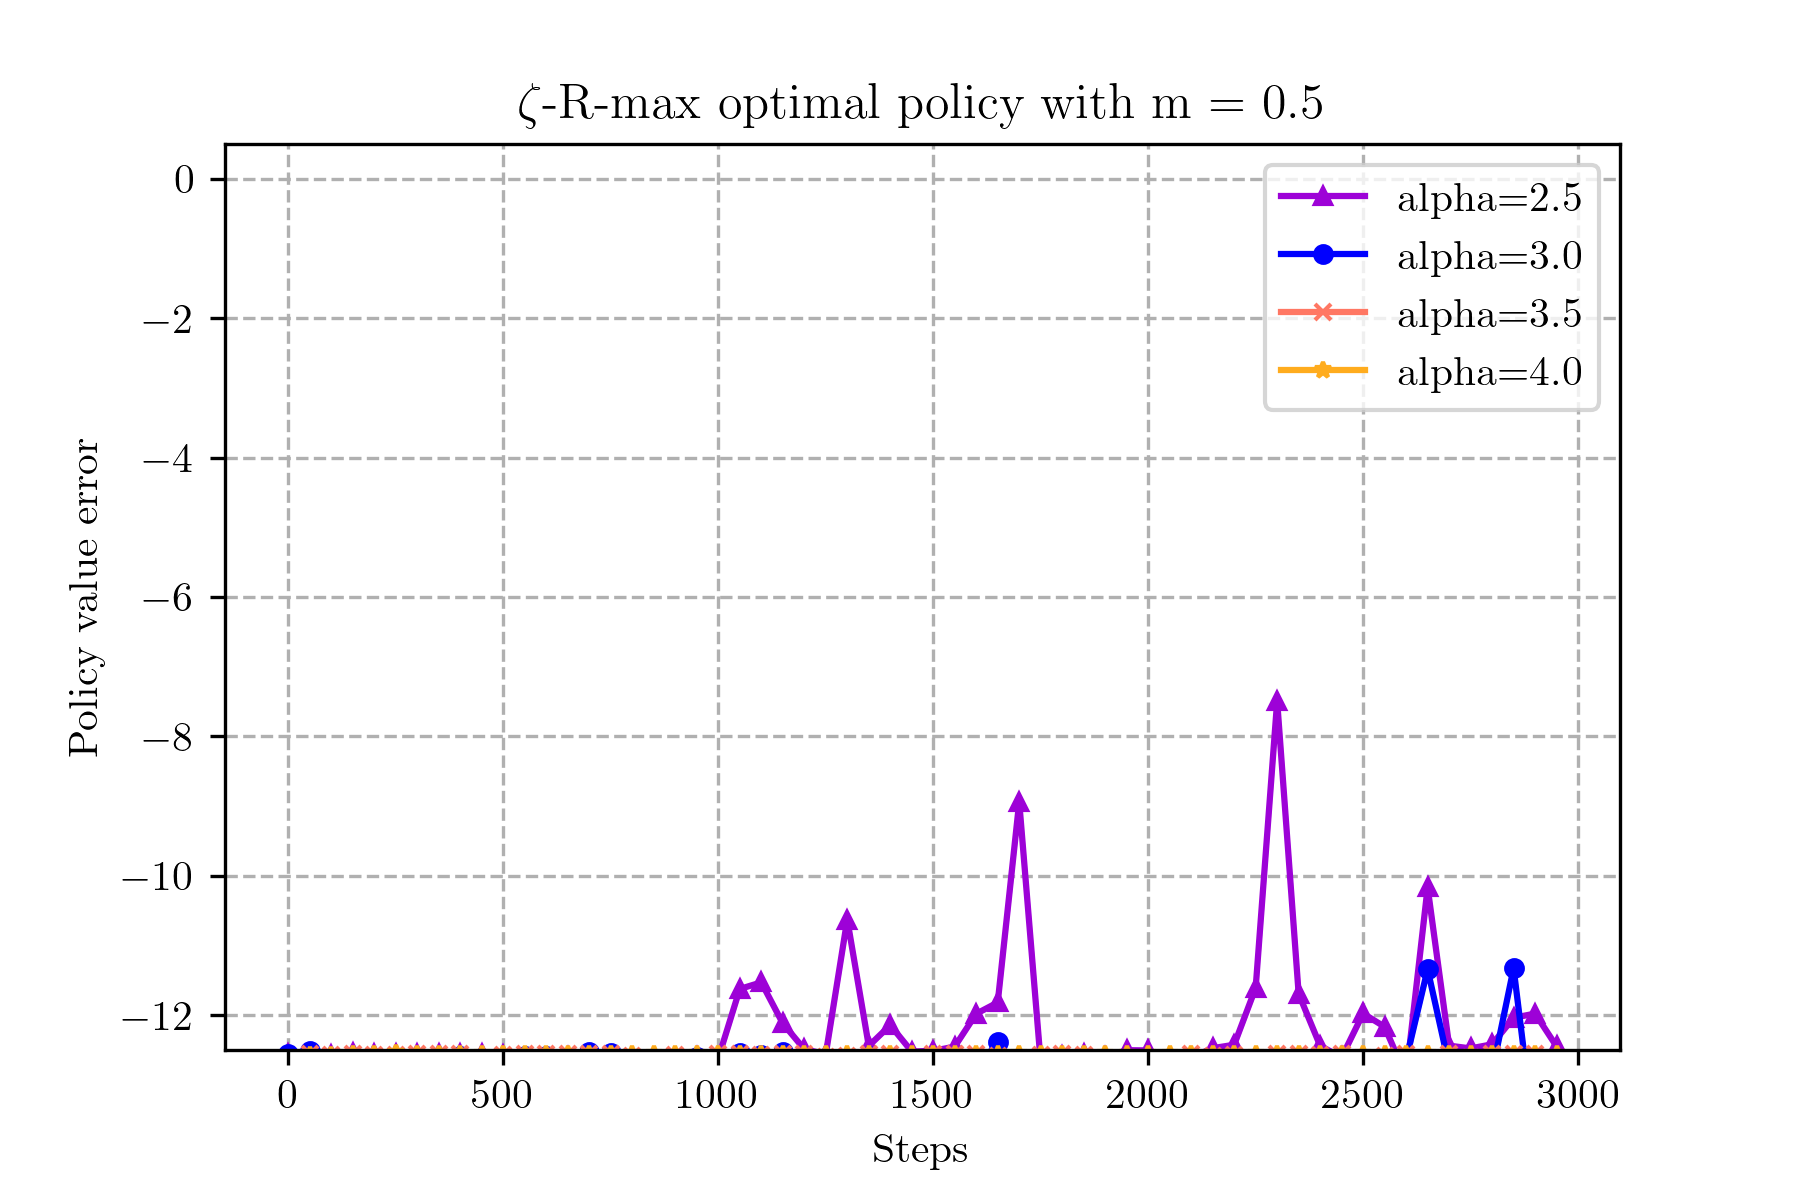 ζ-R-max optimal policy with m = 0.5
0
−2
−4
−6
−8
−10
−12
Policy value error
alpha=2.5
alpha=3.0
alpha=3.5
alpha=4.0
0 500 1000 1500 2000 2500 3000
Steps